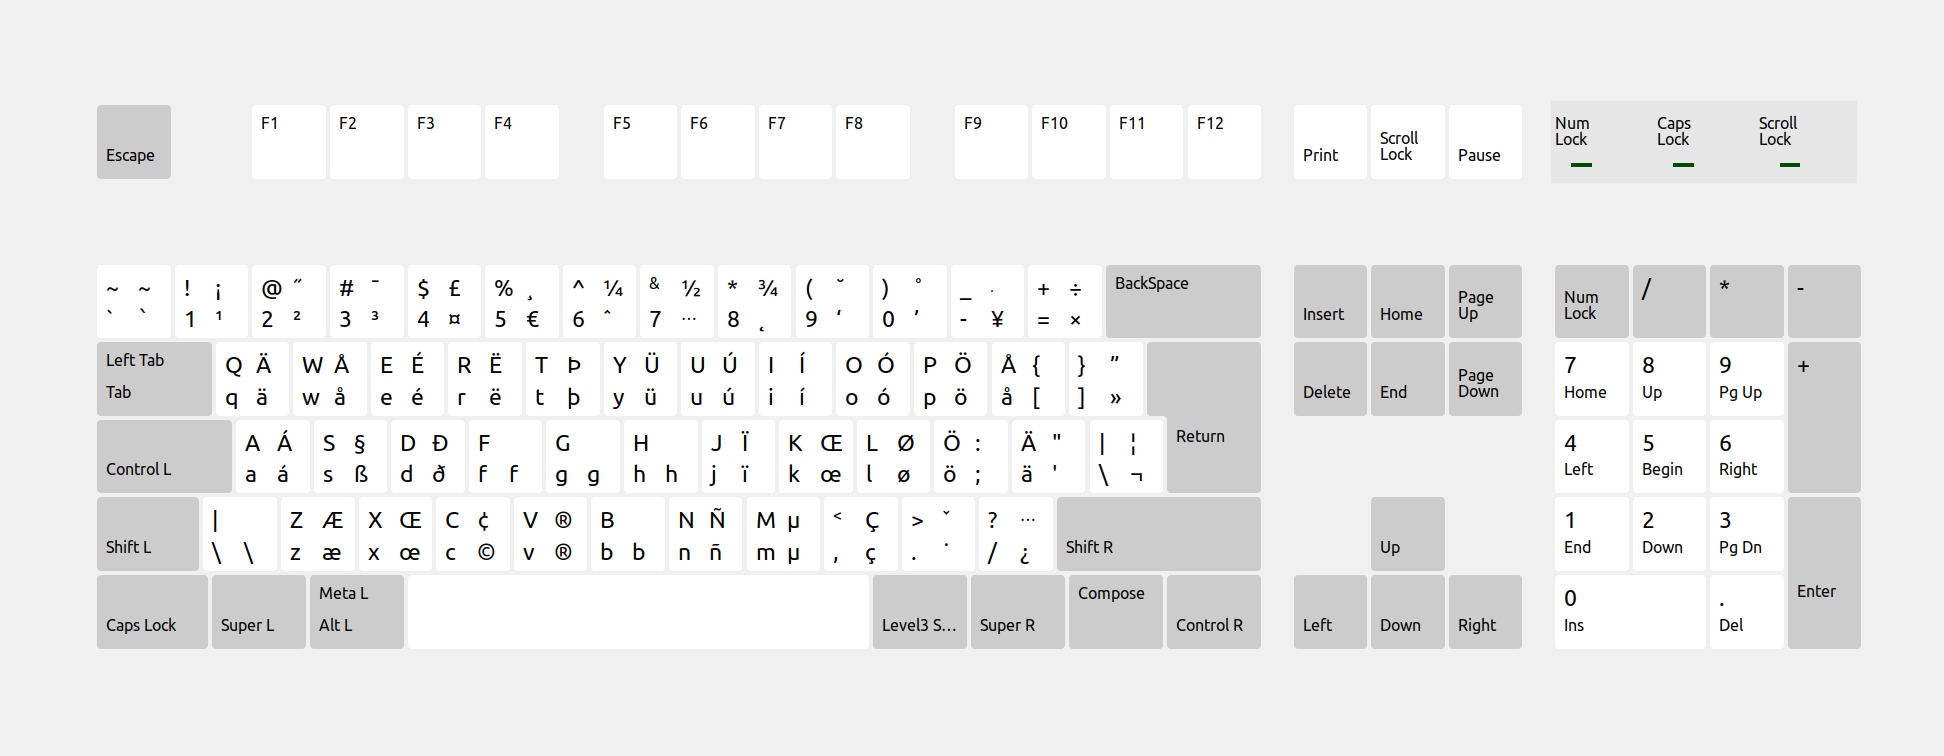 Escape F1 F2 F3 F4 F5 F6 F7 F8 F9 F10 F11 F12 Print Scroll Lock Pause
Num Lock Caps Lock Scroll Lock
~ ~ ! ¡ @ ˝ # ¯ $ £ % ¸ ^ ¼ & ½ * ¾ ( ˘ ) ° _ . + ÷ BackSpace
` ` 1 ¹ 2 ² 3 ³ 4 ¤ 5 € 6 ^ 7 … 8 ˛ 9 ‘ 0 ’ - ¥ = ×
Insert Home Page Up Num Lock / * -
Left Tab Q Ä W Å E É R Ë T Þ Y Ü U Ú I Í O Ó P Ö Å { } ”
Tab q ä w å e é r ë t þ y ü u ú i í o ó p ö å [ ] »
Delete End Page Down 7 Home 8 Up 9 Pg Up +
A Á S § D Ð F G H J Ï K Œ L Ø Ö : Ä " | ¦ Return
Control L a á s ß d ð f f g g h h j ï k œ l ø ö ; ä ' \ ¬
4 Left 5 Begin 6 Right
| Z Æ X Œ C ¢ V ® B N Ñ M µ < Ç > ˇ ? …
Shift L \ \ z æ x œ c © v ® b b n ñ m µ , ç . ˙ / ¿ Shift R
Up 1 End 2 Down 3 Pg Dn Enter
Caps Lock Super L Meta L Alt L Level3 S… Super R Compose Control R
Left Down Right 0 Ins . Del